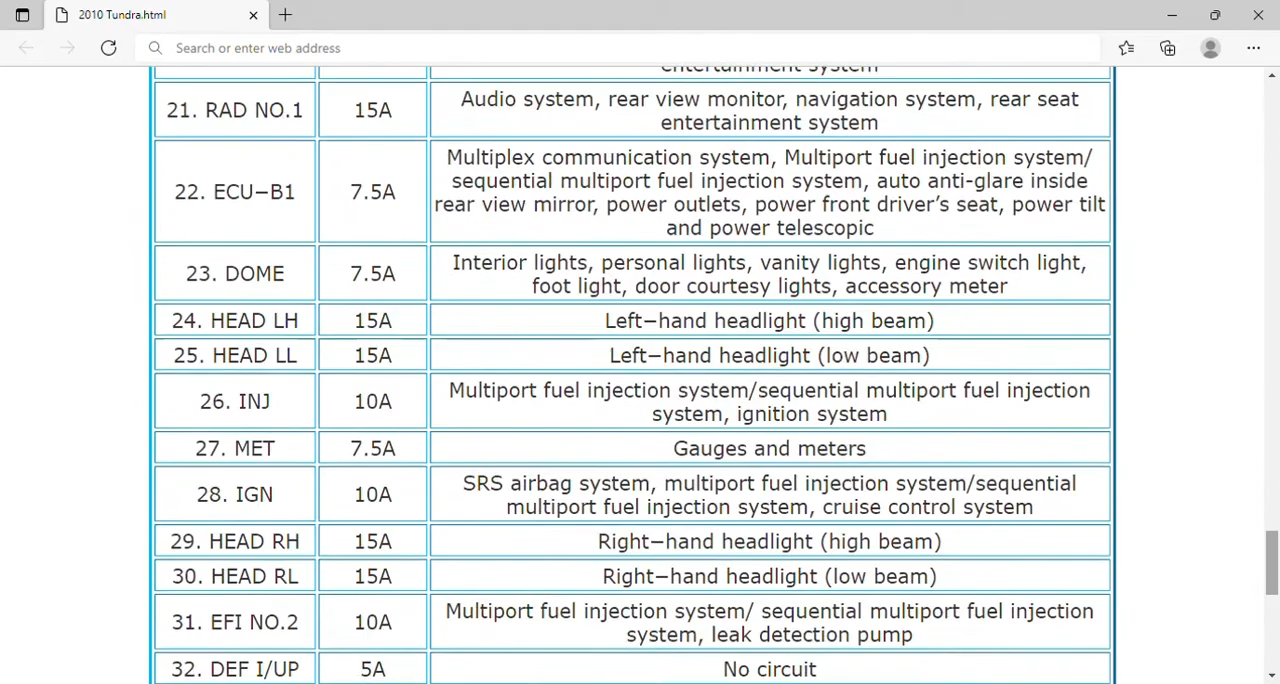 2010 Tundra.html
Search or enter web address
entertainment system
21. RAD NO.1 15A Audio system, rear view monitor, navigation system, rear seat
entertainment system
22. ECU−B1 7.5A Multiplex communication system, Multiport fuel injection system/
sequential multiport fuel injection system, auto anti-glare inside
rear view mirror, power outlets, power front driver’s seat, power tilt
and power telescopic
23. DOME 7.5A Interior lights, personal lights, vanity lights, engine switch light,
foot light, door courtesy lights, accessory meter
24. HEAD LH 15A Left−hand headlight (high beam)
25. HEAD LL 15A Left−hand headlight (low beam)
26. INJ 10A Multiport fuel injection system/sequential multiport fuel injection
system, ignition system
27. MET 7.5A Gauges and meters
28. IGN 10A SRS airbag system, multiport fuel injection system/sequential
multiport fuel injection system, cruise control system
29. HEAD RH 15A Right−hand headlight (high beam)
30. HEAD RL 15A Right−hand headlight (low beam)
31. EFI NO.2 10A Multiport fuel injection system/ sequential multiport fuel injection
system, leak detection pump
32. DEF I/UP 5A No circuit